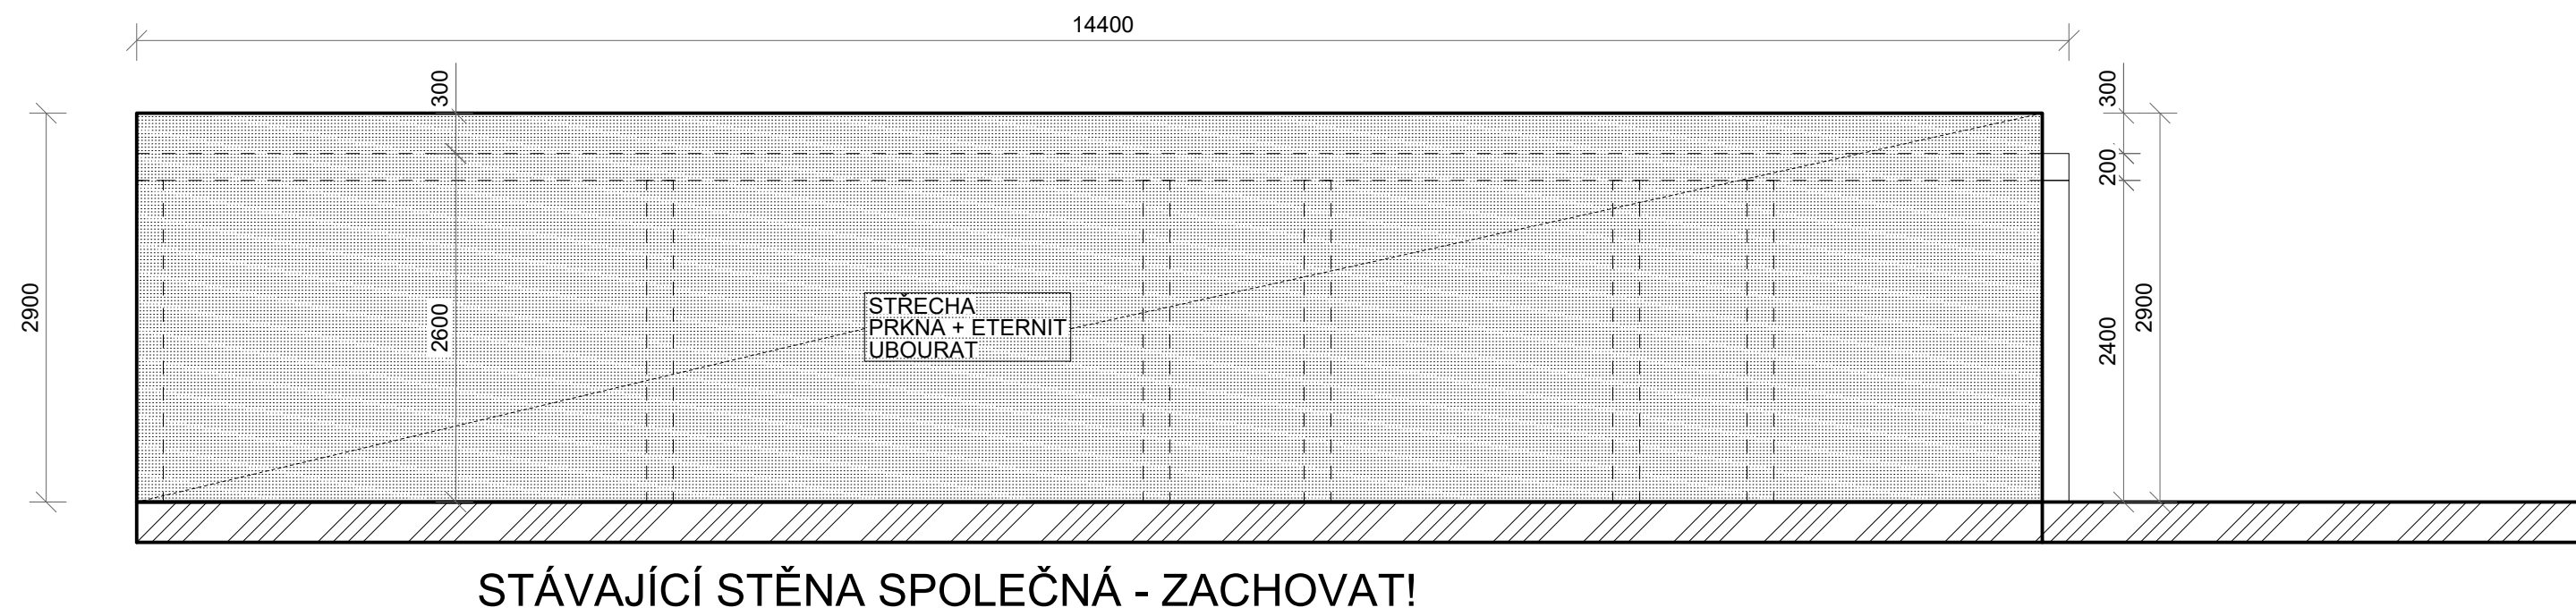 14400
300
300
200
2900
2600
2400
2900
STŘECHA
PRKNA + ETERNIT
UBOURAT
STÁVAJÍCÍ STĚNA SPOLEČNÁ - ZACHOVAT!